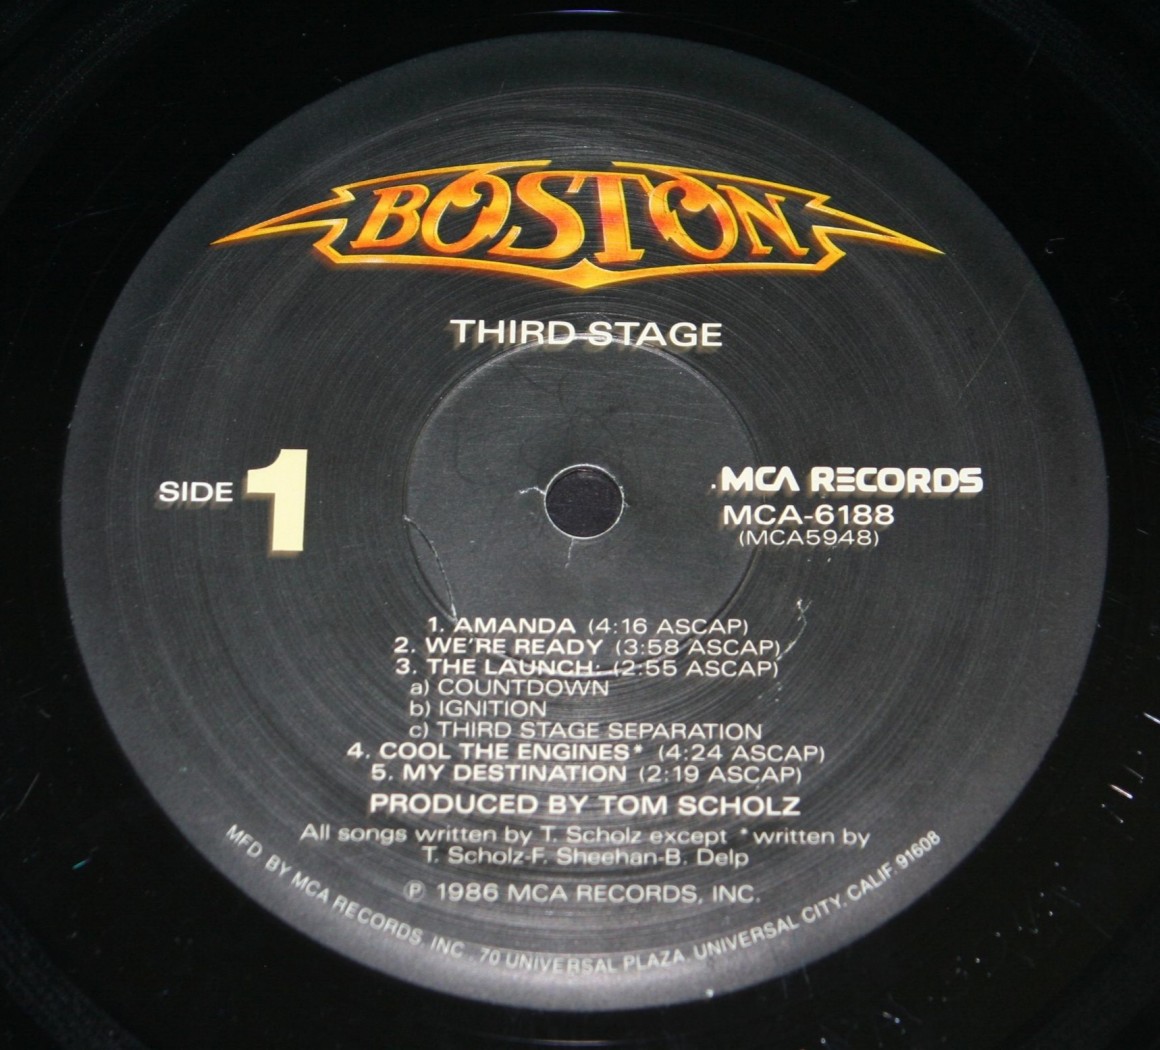 BOSTON
THIRD STAGE
SIDE 1
MCA RECORDS
MCA-6188
(MCA5948)
1. AMANDA (4:16 ASCAP)
2. WE'RE READY (3:58 ASCAP)
3. THE LAUNCH: (2:55 ASCAP)
a) COUNTDOWN
b) IGNITION
c) THIRD STAGE SEPARATION
4. COOL THE ENGINES* (4:24 ASCAP)
5. MY DESTINATION (2:19 ASCAP)
PRODUCED BY TOM SCHOLZ
All songs written by T. Scholz except *written by
T. Scholz-F. Sheehan-B. Delp
℗ 1986 MCA RECORDS, INC.
MFD BY MCA RECORDS, INC., 70 UNIVERSAL PLAZA, UNIVERSAL CITY, CALIF. 91608